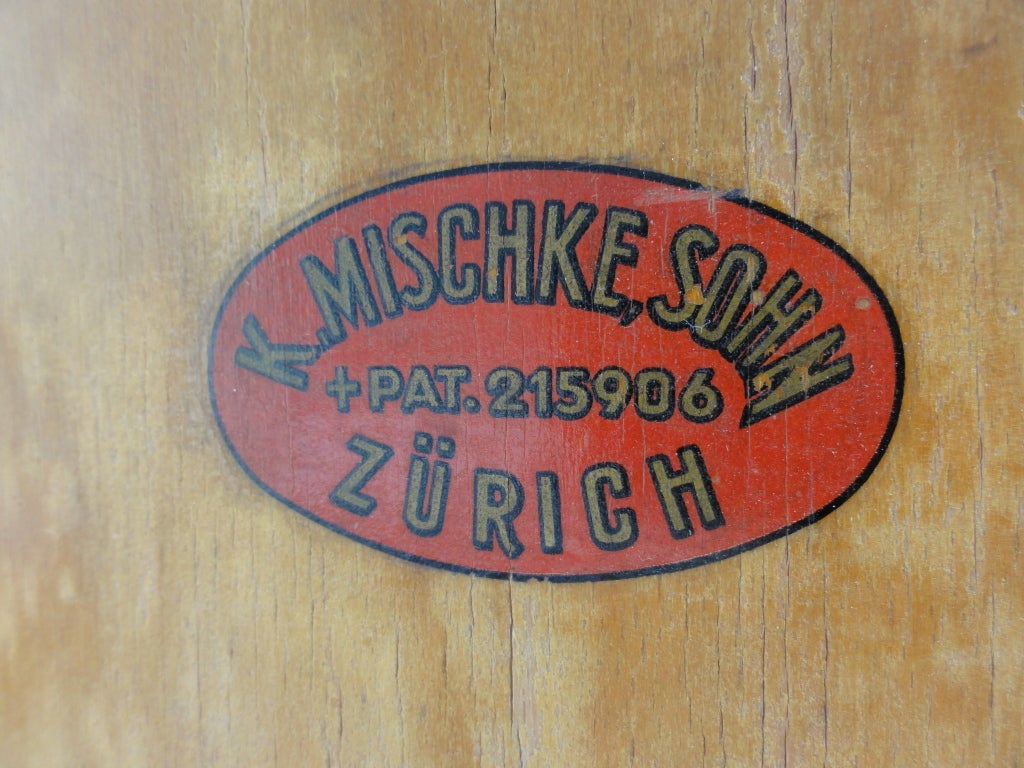 K. MISCHKE, SOHN
+PAT. 215906
ZÜRICH